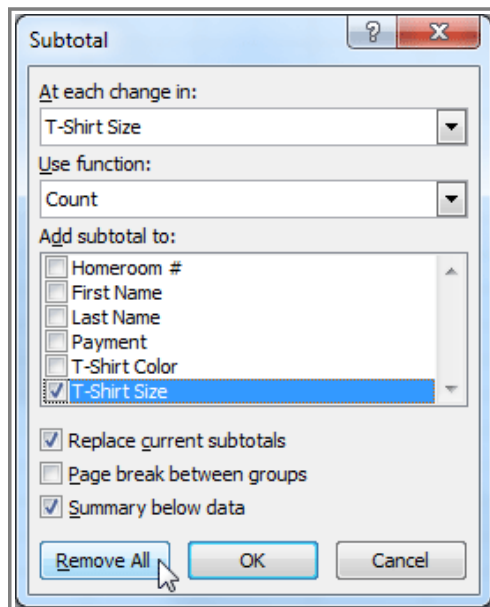 Subtotal
?
At each change in:
T-Shirt Size
Use function:
Count
Add subtotal to:
Homeroom #
First Name
Last Name
Payment
T-Shirt Color
T-Shirt Size
Replace current subtotals
Page break between groups
Summary below data
Remove All OK Cancel